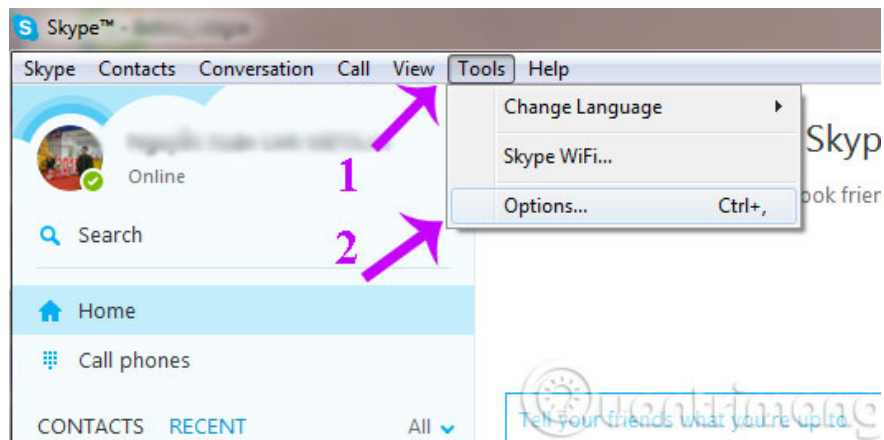 Skype™ -
Skype Contacts Conversation Call View Tools Help
Change Language
Skype WiFi...
Options... Ctrl+,
1
2
Online
Search
Home
Call phones
CONTACTS RECENT All
Skyp
ook frien
Tell your friends what you're up to
Quantrimang